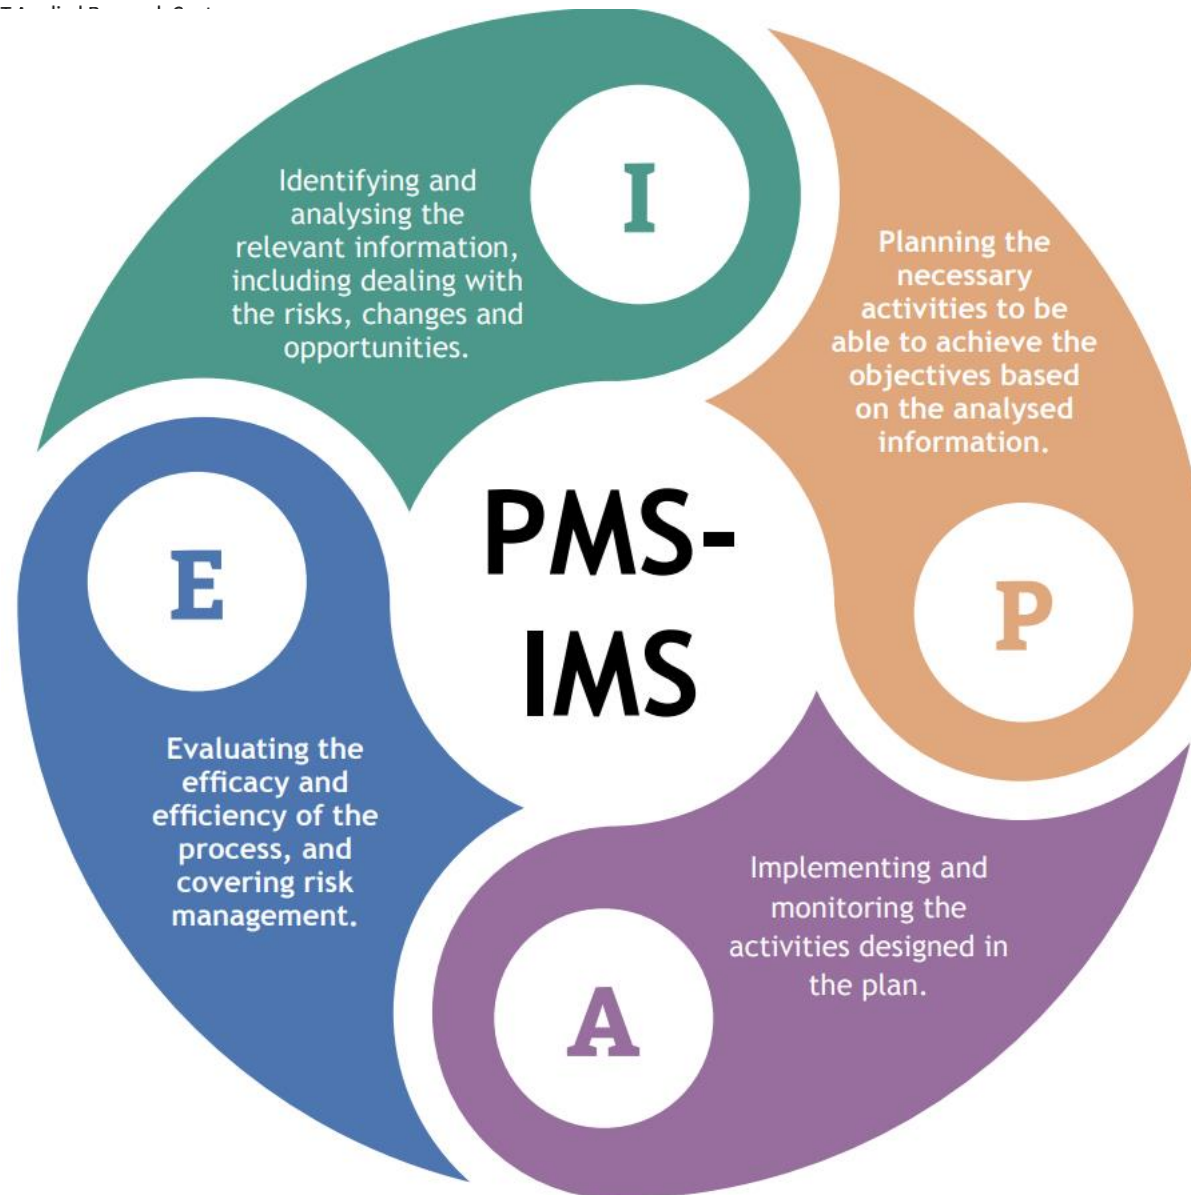 I
Identifying and
analysing the
relevant information,
including dealing with
the risks, changes and
opportunities.
Planning the
necessary
activities to be
able to achieve the
objectives based
on the analysed
information.
P
PMS-
IMS
E
Evaluating the
efficacy and
efficiency of the
process, and
covering risk
management.
Implementing and
monitoring the
activities designed in
the plan.
A